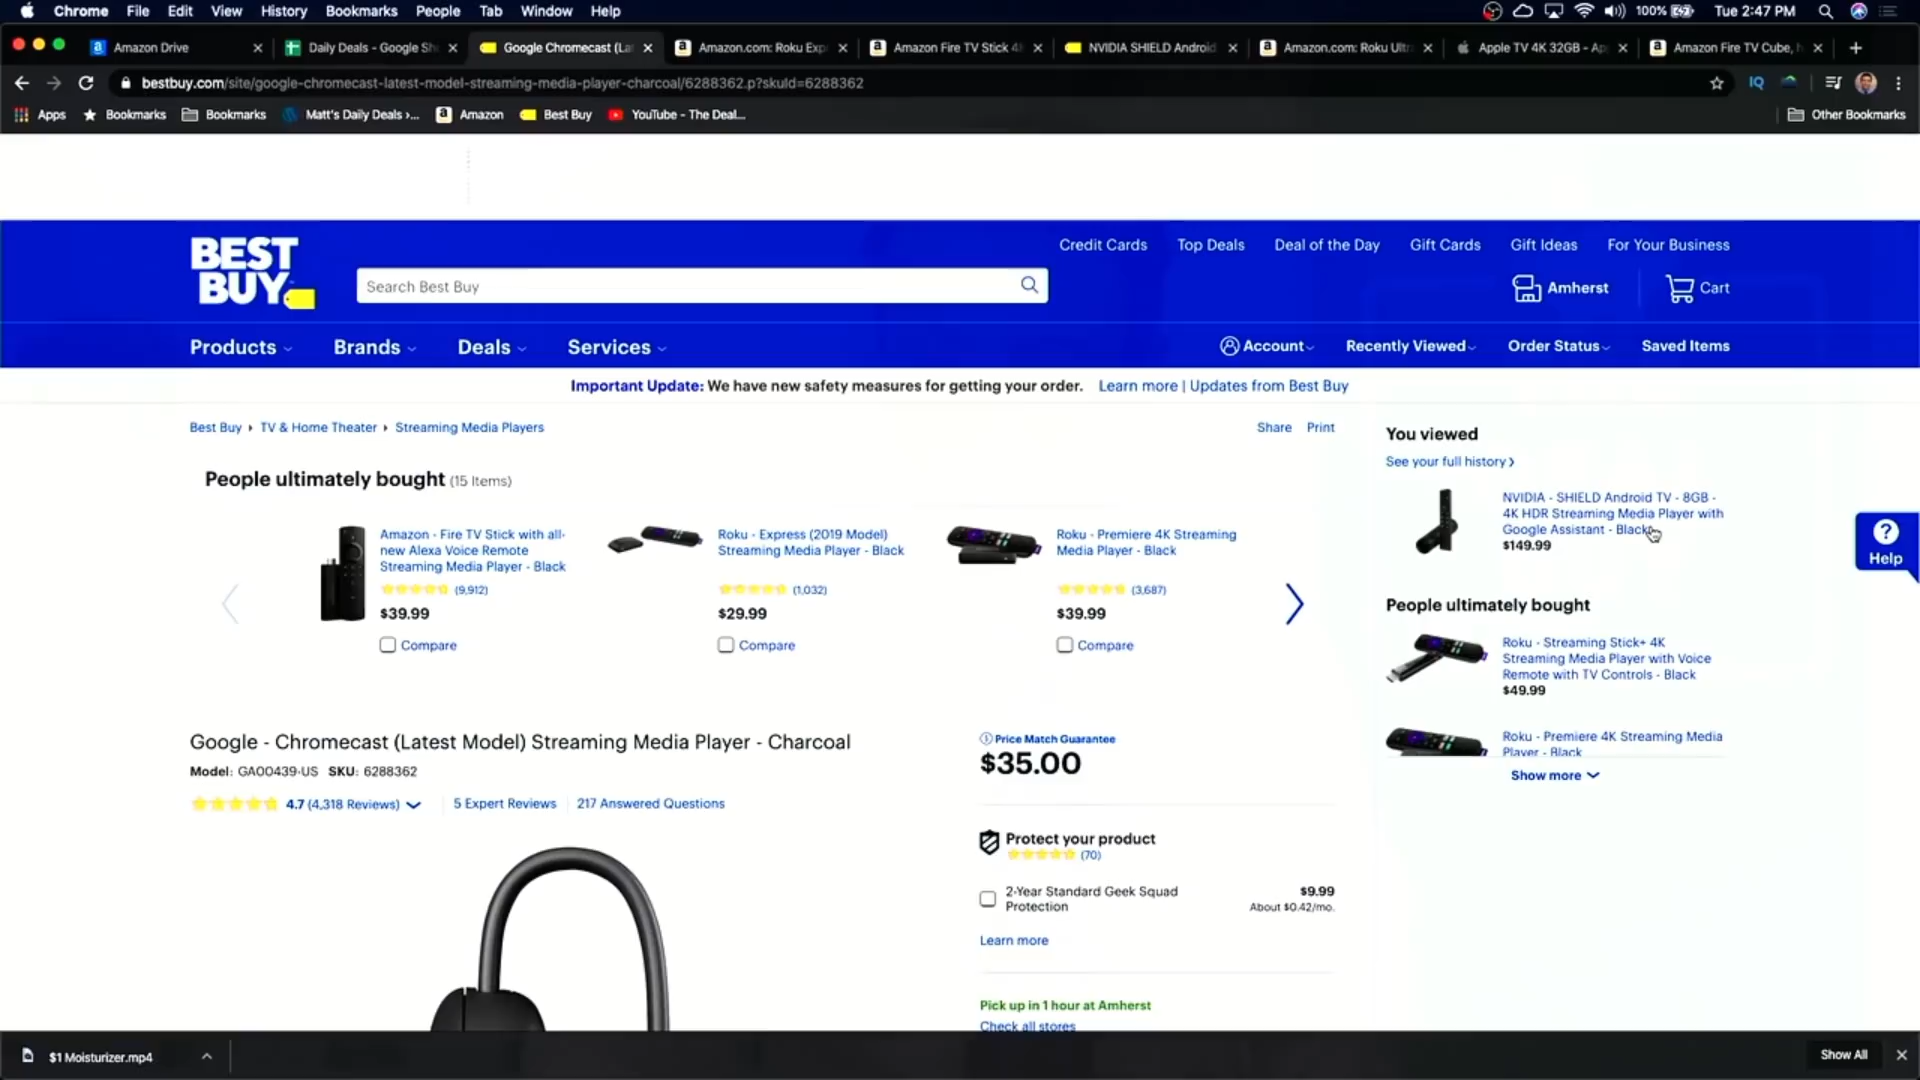 Chrome File Edit View History Bookmarks People Tab Window Help 100% Tue 2:47 PM
Amazon Drive Daily Deals - Google Sh Google Chromecast (La Amazon.com: Roku Exp Amazon Fire TV Stick 4 NVIDIA SHIELD Android Amazon.com: Roku Ult Apple TV 4K 32GB - Ap Amazon Fire TV Cube, h
bestbuy.com/site/google-chromecast-latest-model-streaming-media-player-charcoal/6288362.p?skuId=6288362 IQ
Apps Bookmarks Bookmarks Matt's Daily Deals >... Amazon Best Buy YouTube - The Deal... Other Bookmarks
Credit Cards Top Deals Deal of the Day Gift Cards Gift Ideas For Your Business
BEST
BUY
Search Best Buy
Amherst Cart
Products Brands Deals Services Account Recently Viewed Order Status Saved Items
Important Update: We have new safety measures for getting your order. Learn more | Updates from Best Buy
Best Buy TV & Home Theater Streaming Media Players Share Print
People ultimately bought (15 Items)
Amazon - Fire TV Stick with all-
new Alexa Voice Remote
Streaming Media Player - Black
(9,912)
$39.99
Compare
Roku - Express (2019 Model)
Streaming Media Player - Black
(1,032)
$29.99
Compare
Roku - Premiere 4K Streaming
Media Player - Black
(3,687)
$39.99
Compare
You viewed
See your full history
NVIDIA - SHIELD Android TV - 8GB -
4K HDR Streaming Media Player with
Google Assistant - Black
$149.99
Help
People ultimately bought
Roku - Streaming Stick+ 4K
Streaming Media Player with Voice
Remote with TV Controls - Black
$49.99
Roku - Premiere 4K Streaming Media
Player - Black
Show more
Google - Chromecast (Latest Model) Streaming Media Player - Charcoal
Model: GA00439-US SKU: 6288362
4.7 (4,318 Reviews) 5 Expert Reviews 217 Answered Questions
Price Match Guarantee
$35.00
Protect your product
(70)
2-Year Standard Geek Squad
Protection
$9.99
About $0.42/mo.
Learn more
Pick up in 1 hour at Amherst
Check all stores
$1 Moisturizer.mp4 Show All